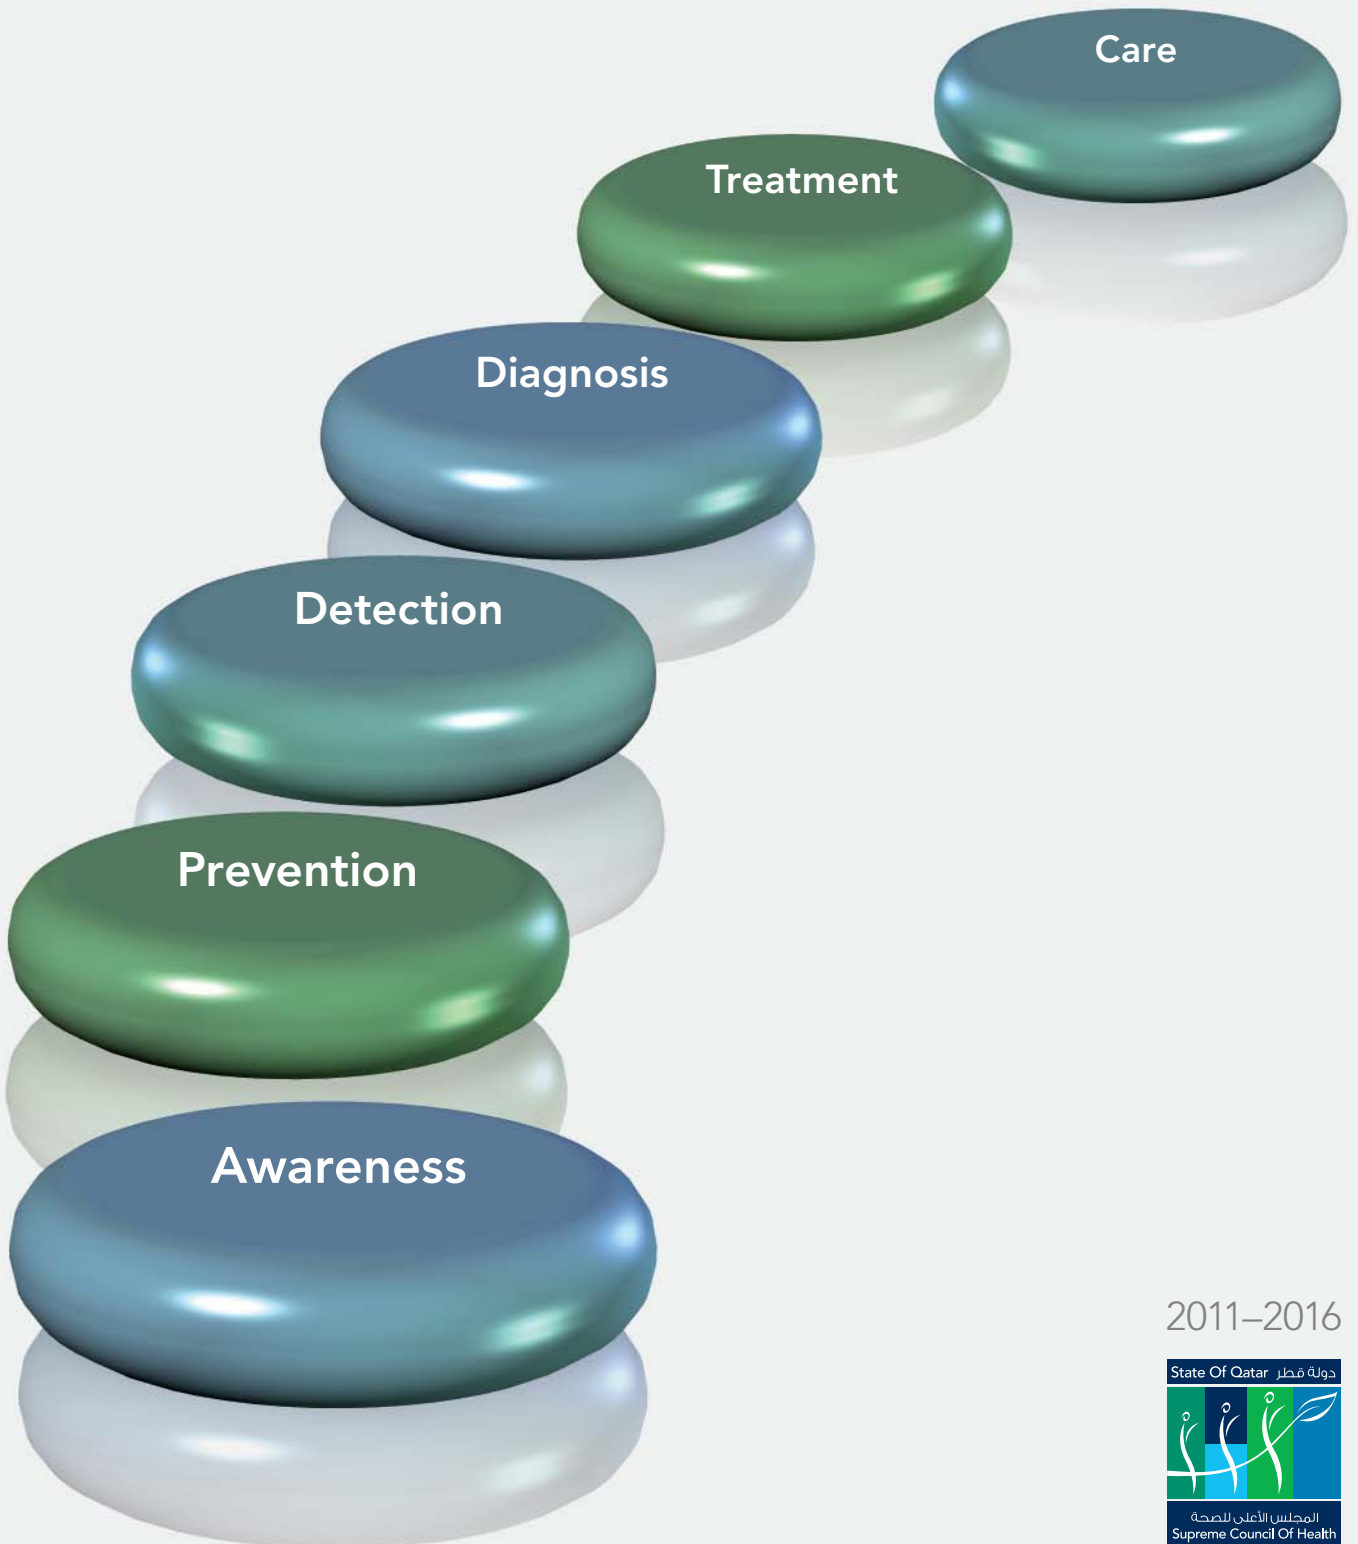 Care
Treatment
Diagnosis
Detection
Prevention
Awareness
2011–2016
State Of Qatar دولة قطر
المجلس الأعلى للصحة
Supreme Council Of Health